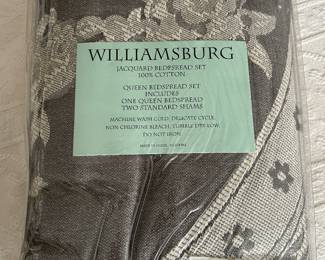 WILLIAMSBURG
JACQUARD BEDSPREAD SET
100% COTTON
QUEEN BEDSPREAD SET
INCLUDES
ONE QUEEN BEDSPREAD
TWO STANDARD SHAMS
MACHINE WASH COLD, DELICATE CYCLE,
NON CHLORINE BLEACH, TUMBLE DRY LOW,
DO NOT IRON